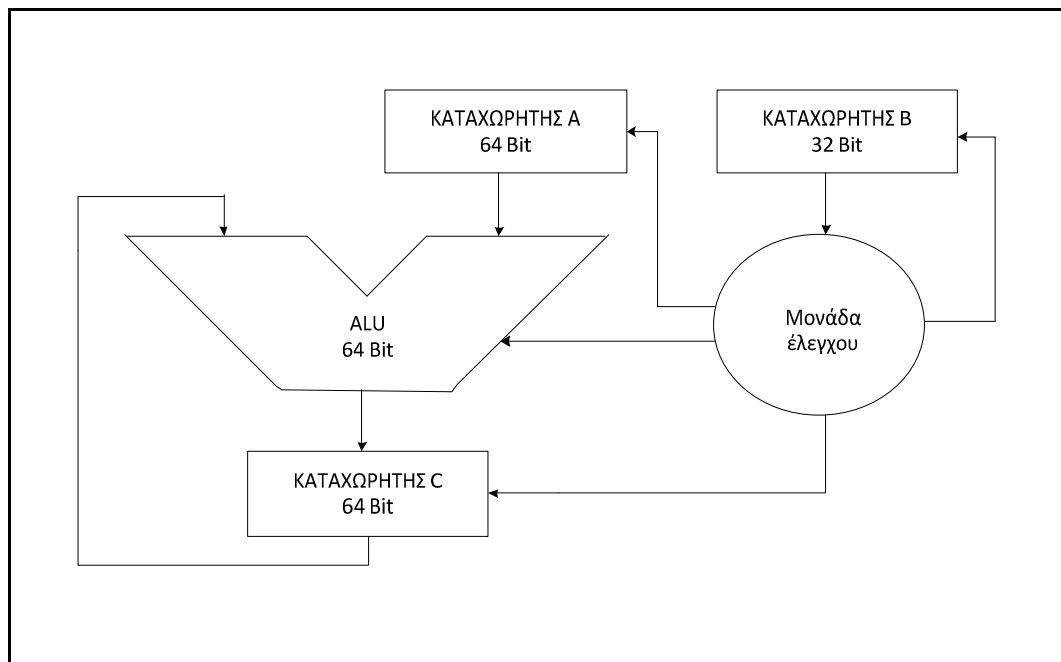 ΚΑΤΑΧΩΡΗΤΗΣ Α
64 Bit
ΚΑΤΑΧΩΡΗΤΗΣ Β
32 Bit
ALU
64 Bit
Μονάδα
έλεγχου
ΚΑΤΑΧΩΡΗΤΗΣ C
64 Bit